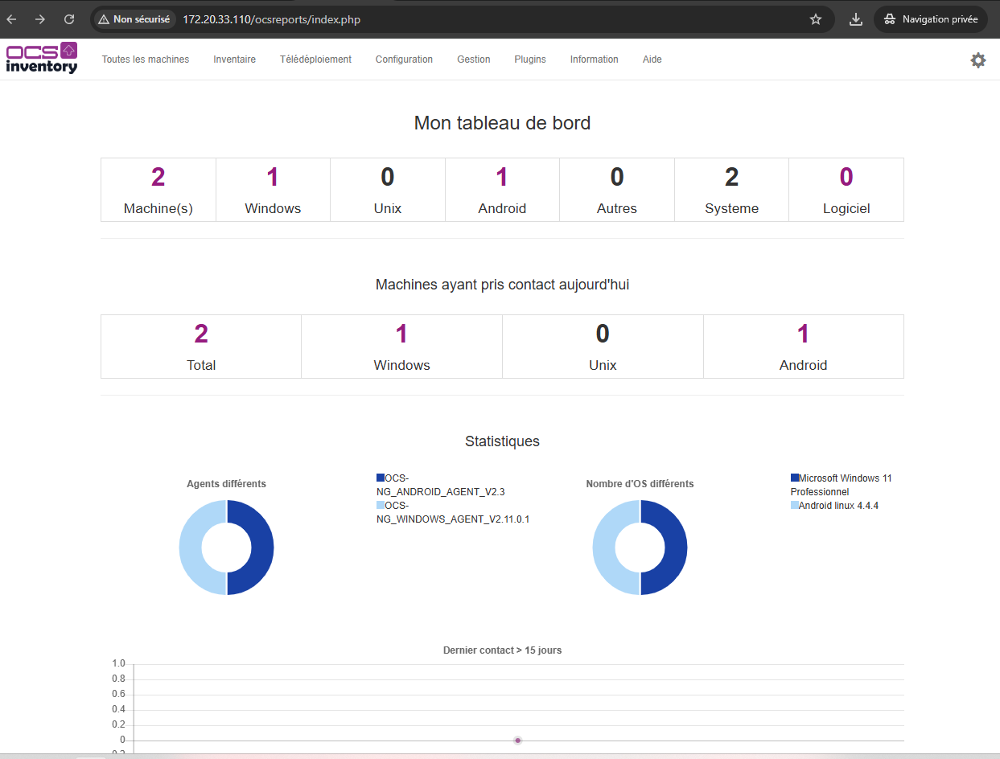 Non sécurisé 172.20.33.110/ocsreports/index.php Navigation privée
OCS inventory
Toutes les machines Inventaire Télédéploiement Configuration Gestion Plugins Information Aide
Mon tableau de bord
2 1 0 1 0 2 0
Machine(s) Windows Unix Android Autres Systeme Logiciel
Machines ayant pris contact aujourd'hui
2 1 0 1
Total Windows Unix Android
Statistiques
Agents différents
OCS-
NG_ANDROID_AGENT_V2.3
OCS-
NG_WINDOWS_AGENT_V2.11.0.1
Nombre d'OS différents
Microsoft Windows 11
Professionnel
Android linux 4.4.4
Dernier contact > 15 jours
1.0
0.8
0.6
0.4
0.2
0